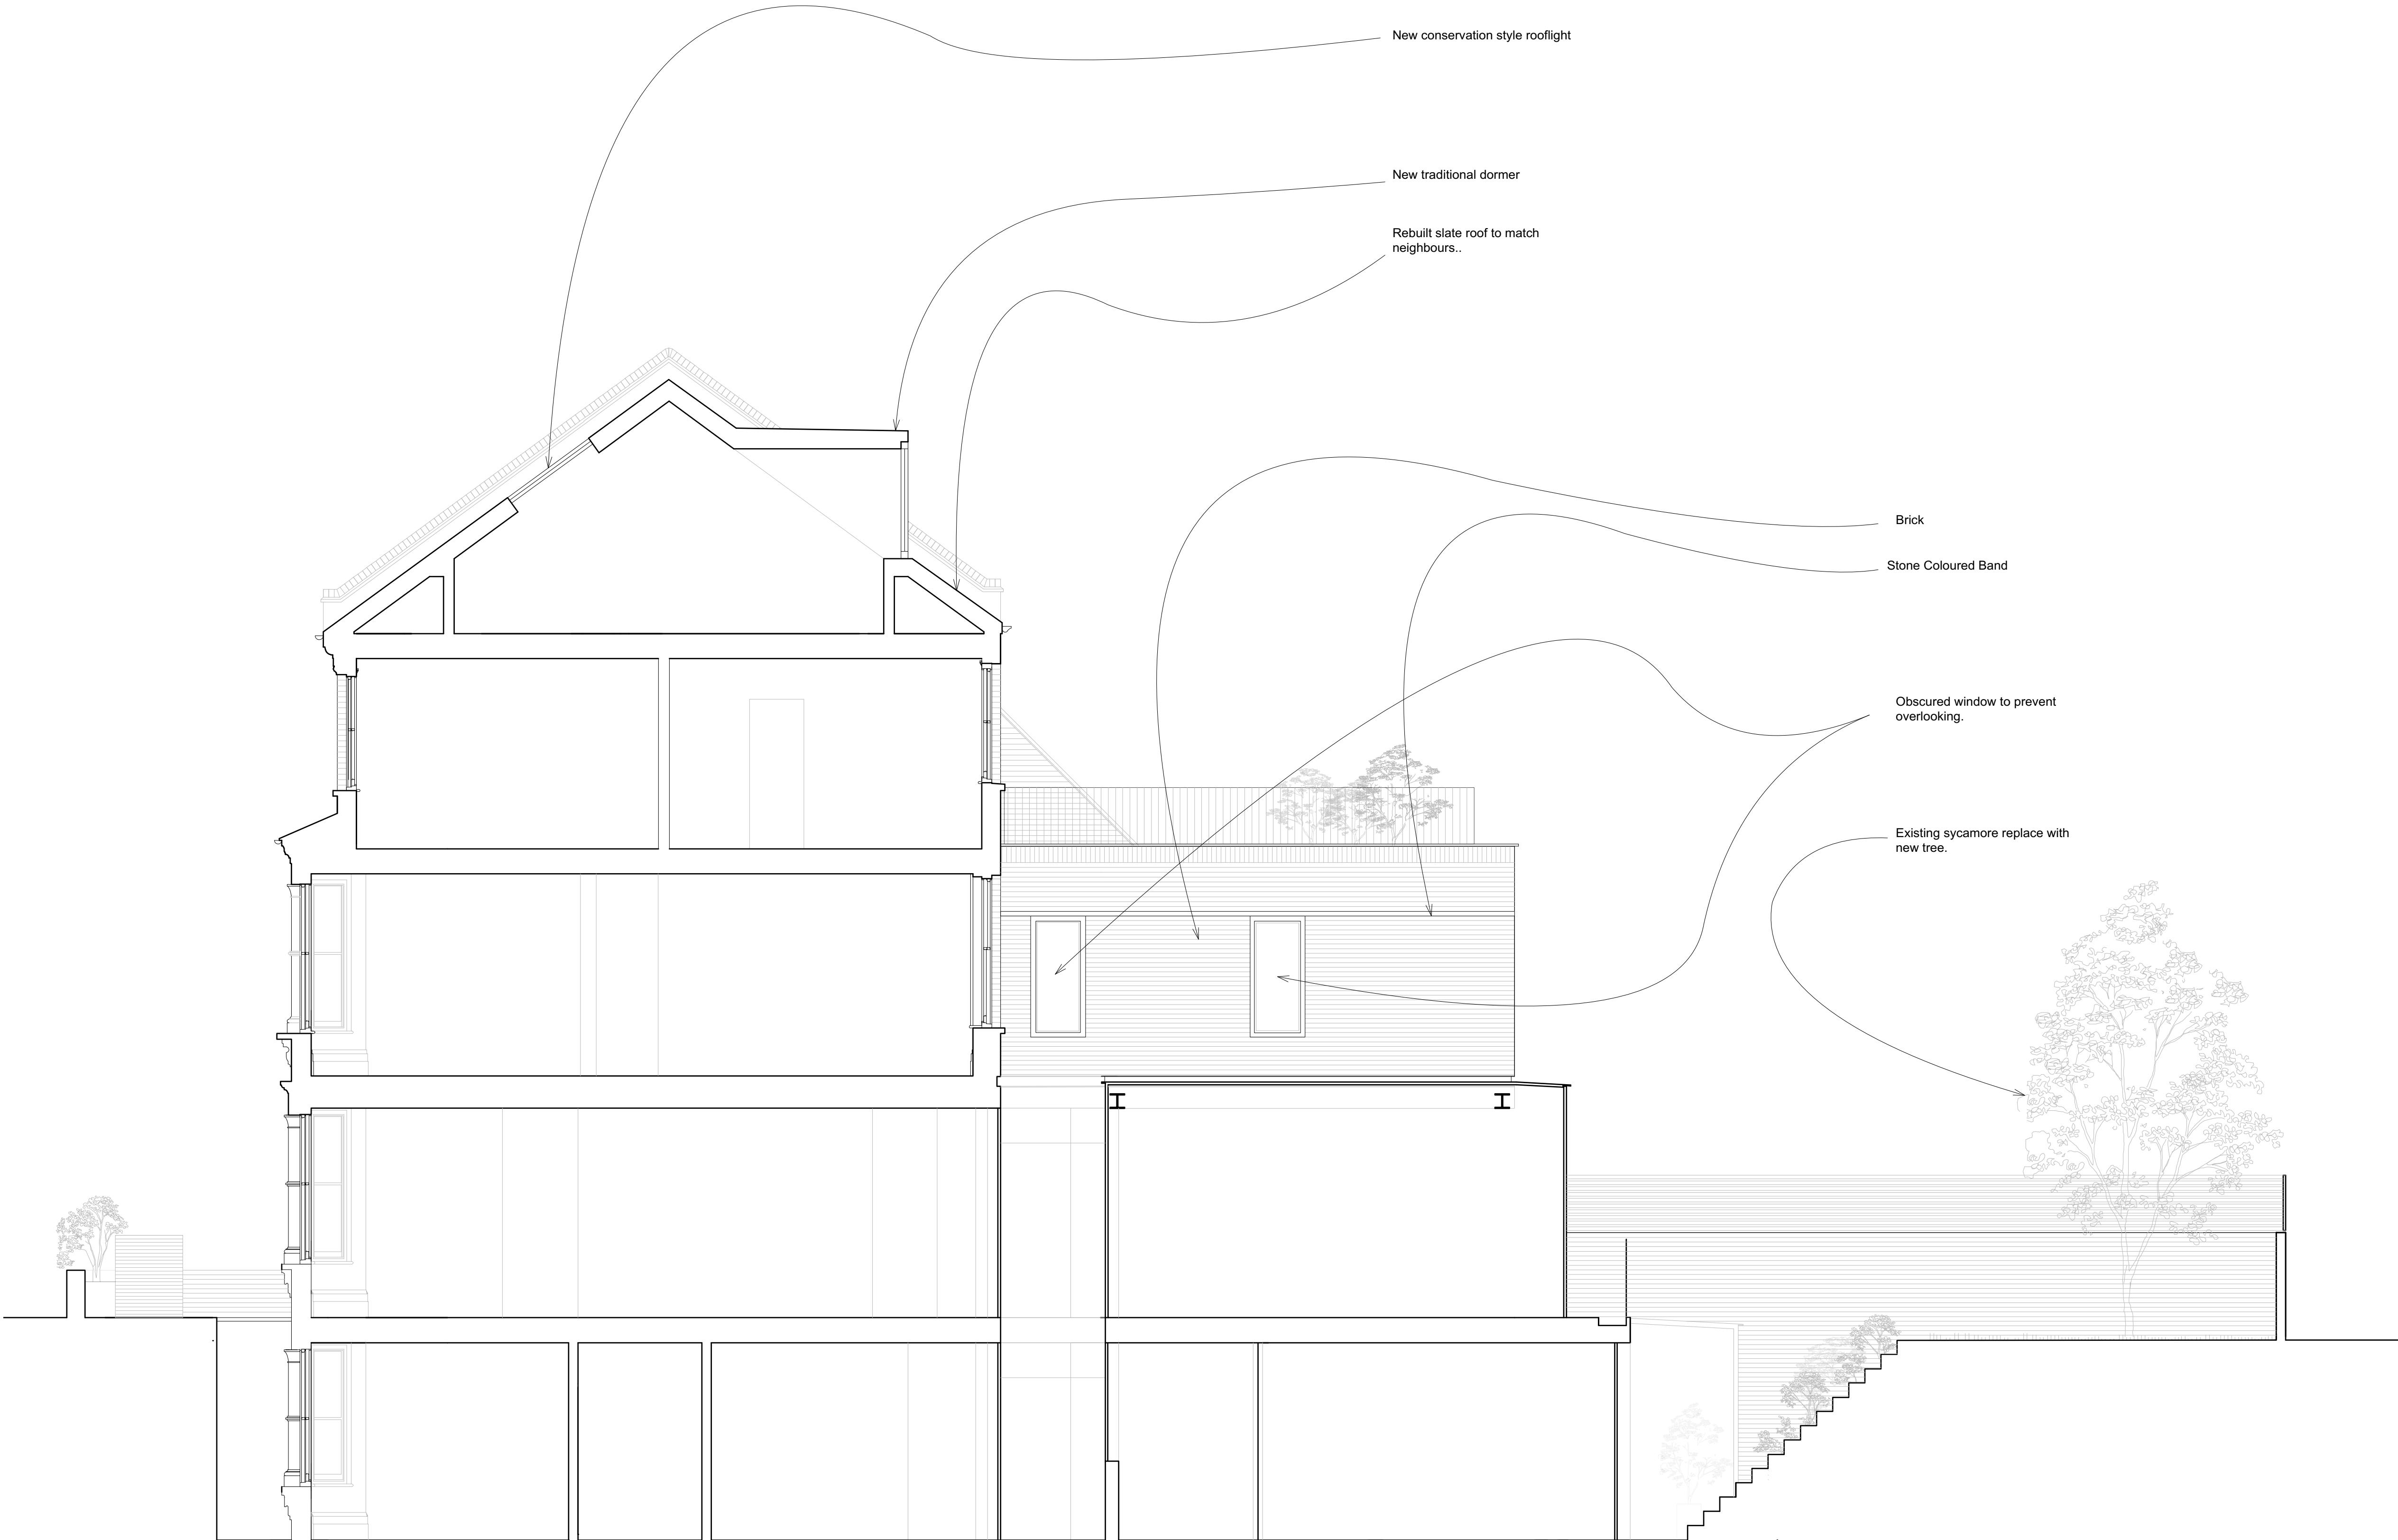 New conservation style rooflight
New traditional dormer
Rebuilt slate roof to match
neighbours..
Brick
Stone Coloured Band
Obscured window to prevent
overlooking.
Existing sycamore replace with
new tree.